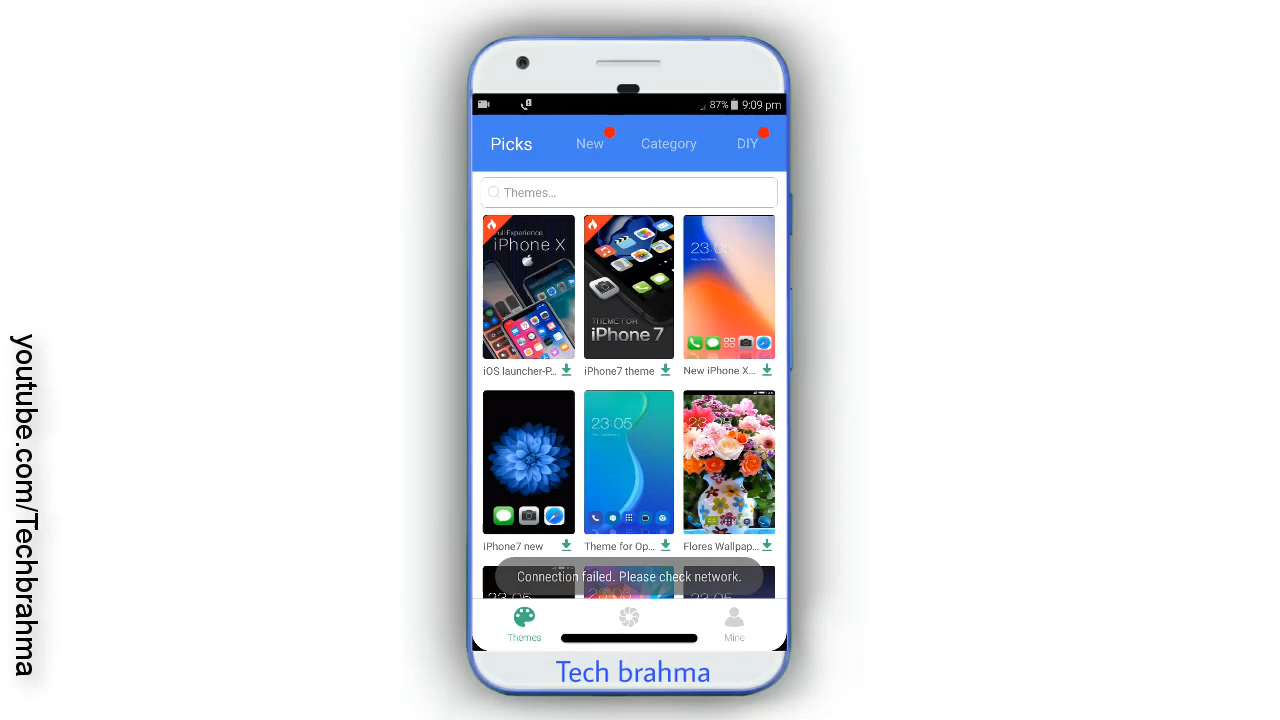 87% 9:09 pm
Picks New Category DIY
Themes...
Full Experience
iPhone X
THEME FOR
iPhone 7
iOS launcher-P...
iPhone7 theme
New iPhone X...
23 05
23 05
iPhone7 new
Theme for Op...
Flores Wallpap...
Connection failed. Please check network.
Themes
Mine
Tech brahma
youtube.com/Techbrahma